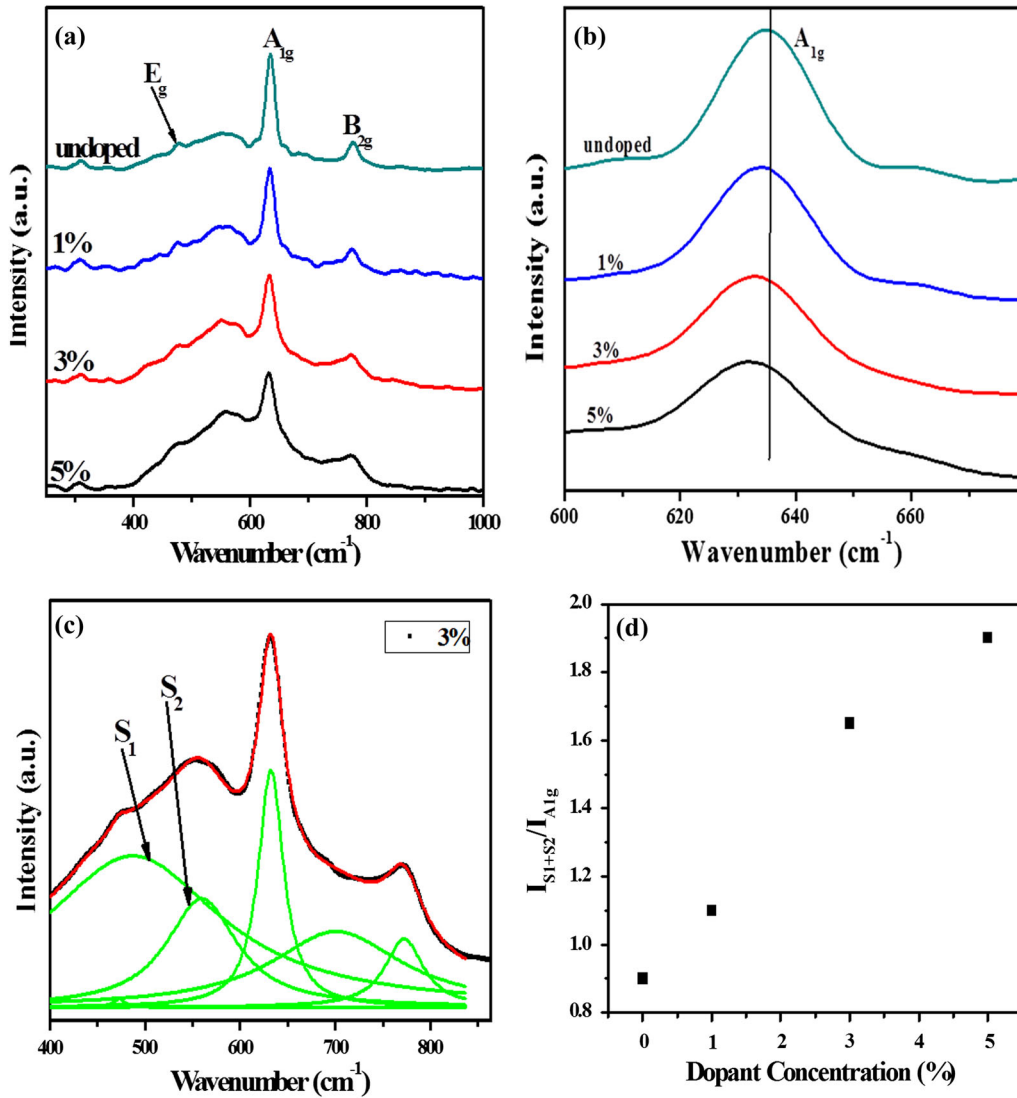 (a)
A1g
Eg
B2g
undoped
1%
3%
5%
Intensity (a.u.)
400 600 800 1000
Wavenumber (cm-1)
(b)
A1g
undoped
1%
3%
5%
Intensity (a.u.)
600 620 640 660
Wavenumber (cm-1)
(c)
3%
S2
S1
Intensity (a.u.)
400 500 600 700 800
Wavenumber (cm-1)
(d)
2.0
1.8
1.6
1.4
1.2
1.0
0.8
IS1+S2/IA1g
0 1 2 3 4 5
Dopant Concentration (%)